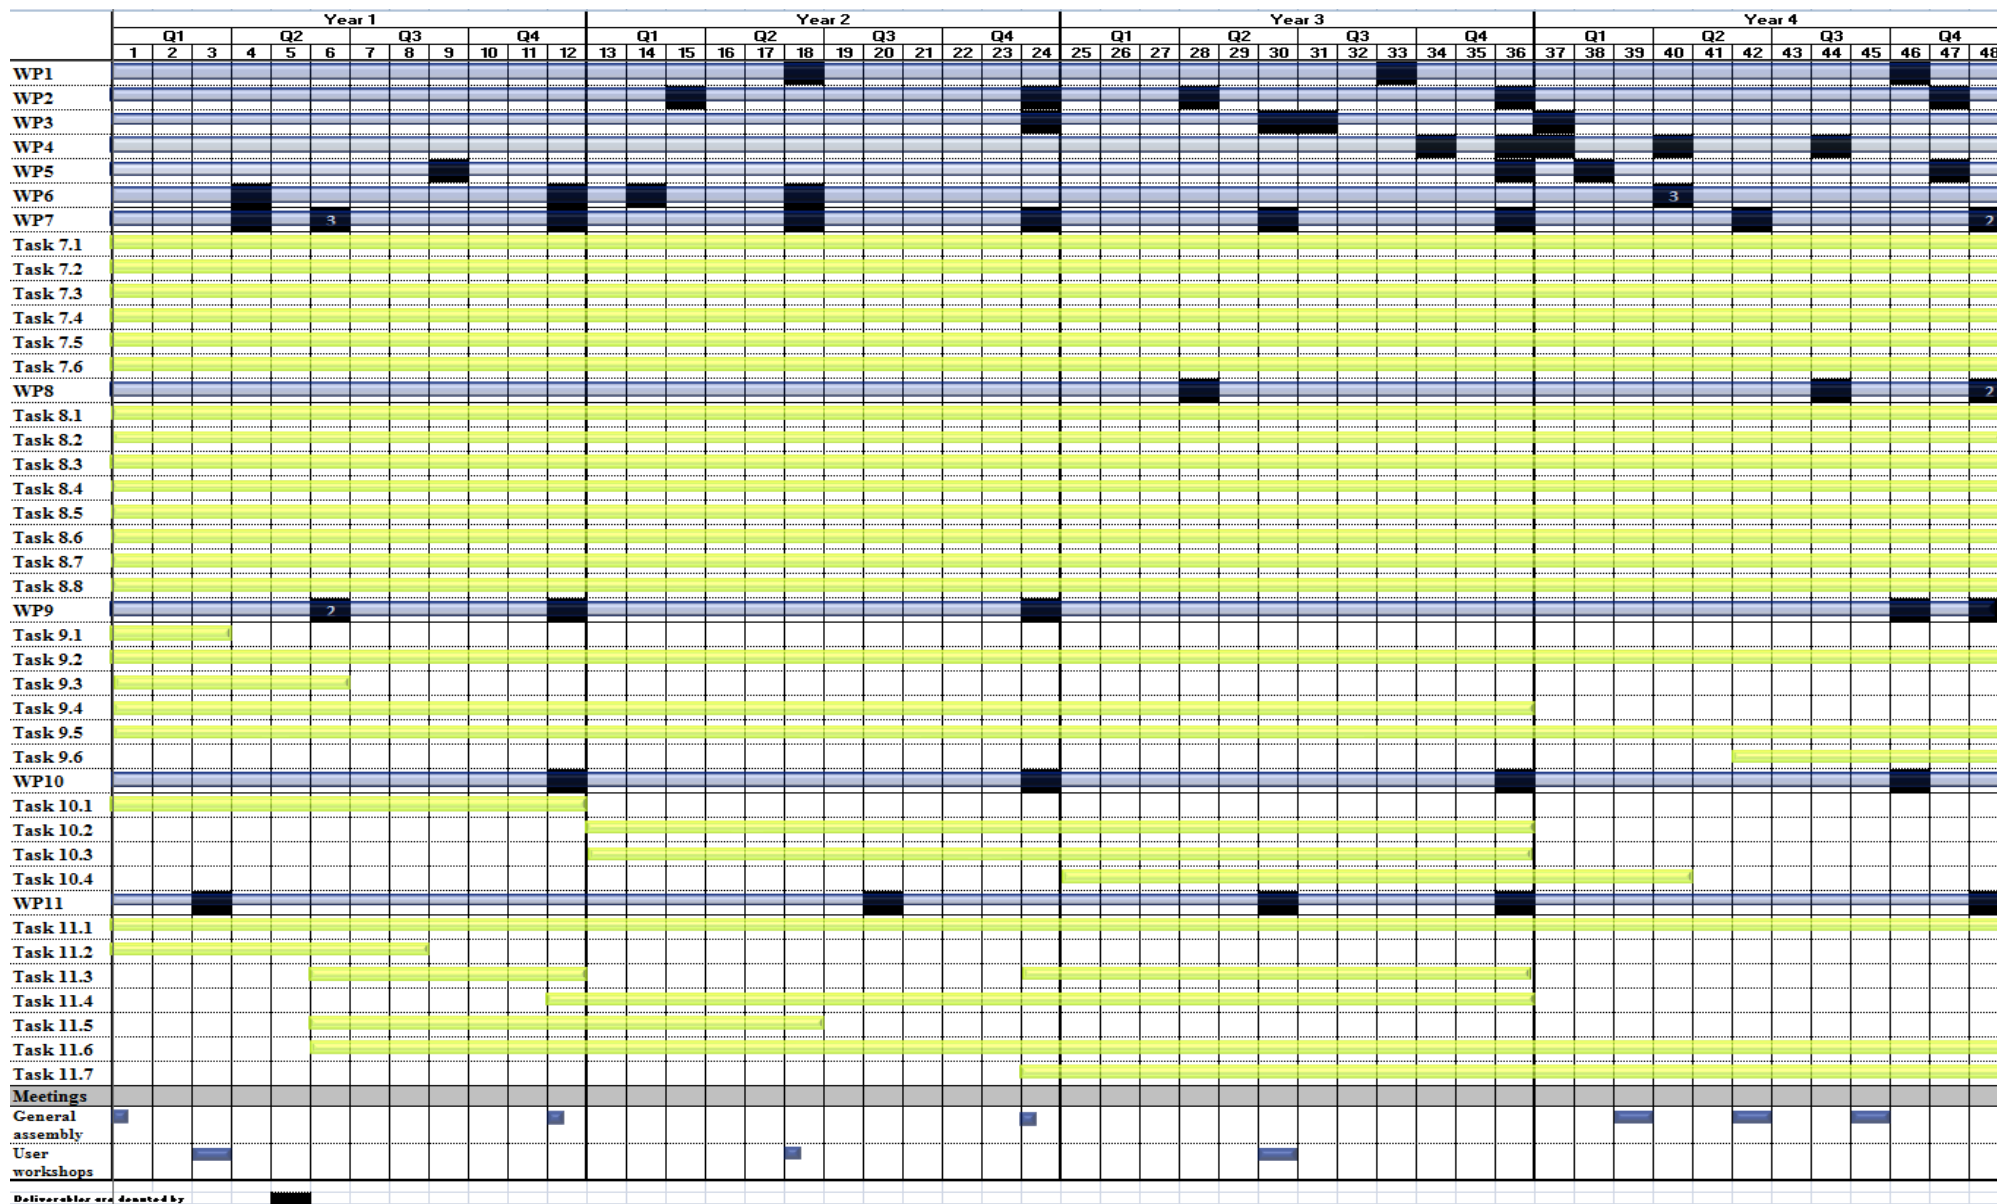 Year 1 Year 2 Year 3 Year 4
Q1 Q2 Q3 Q4 Q1 Q2 Q3 Q4 Q1 Q2 Q3 Q4 Q1 Q2 Q3 Q4
1 2 3 4 5 6 7 8 9 10 11 12 13 14 15 16 17 18 19 20 21 22 23 24 25 26 27 28 29 30 31 32 33 34 35 36 37 38 39 40 41 42 43 44 45 46 47 48
WP1
WP2
WP3
WP4
WP5
WP6 3
WP7 3 2
Task 7.1
Task 7.2
Task 7.3
Task 7.4
Task 7.5
Task 7.6
WP8 2
Task 8.1
Task 8.2
Task 8.3
Task 8.4
Task 8.5
Task 8.6
Task 8.7
Task 8.8
WP9 2
Task 9.1
Task 9.2
Task 9.3
Task 9.4
Task 9.5
Task 9.6
WP10
Task 10.1
Task 10.2
Task 10.3
Task 10.4
WP11
Task 11.1
Task 11.2
Task 11.3
Task 11.4
Task 11.5
Task 11.6
Task 11.7
Meetings
General
assembly
User
workshops
Deliverables are denoted by